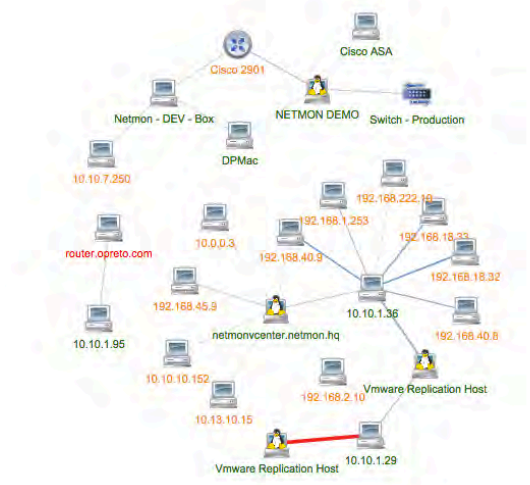 Cisco ASA
Cisco 2901
Netmon - DEV - Box
NETMON DEMO
Switch - Production
DPMac
10.10.7.250
192.168.222.19
192.168.1.253
192.168.18.33
10.0.0.3
router.opreto.com
192.168.40.9
192.168.18.32
192.168.45.9
10.10.1.36
netmonvcenter.netmon.hq
192.168.40.8
10.10.1.95
10.10.10.152
Vmware Replication Host
192.168.2.10
10.13.10.15
10.10.1.29
Vmware Replication Host